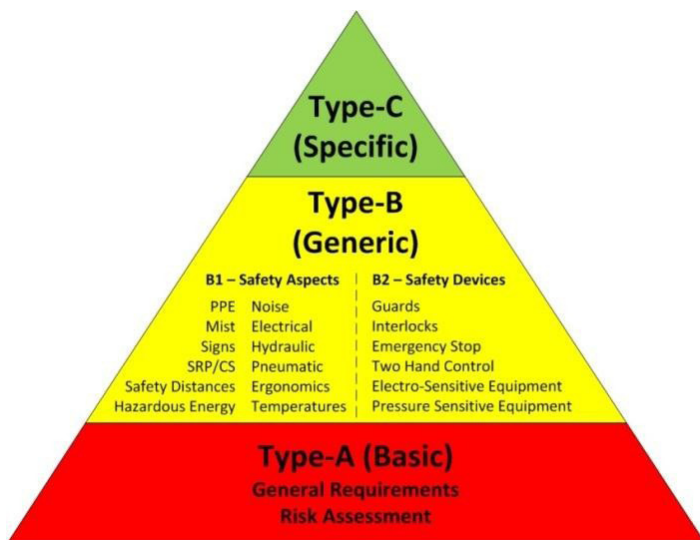 Type-C
(Specific)
Type-B
(Generic)
B1 – Safety Aspects
PPE Noise
Mist Electrical
Signs Hydraulic
SRP/CS Pneumatic
Safety Distances Ergonomics
Hazardous Energy Temperatures
B2 – Safety Devices
Guards
Interlocks
Emergency Stop
Two Hand Control
Electro-Sensitive Equipment
Pressure Sensitive Equipment
Type-A (Basic)
General Requirements
Risk Assessment